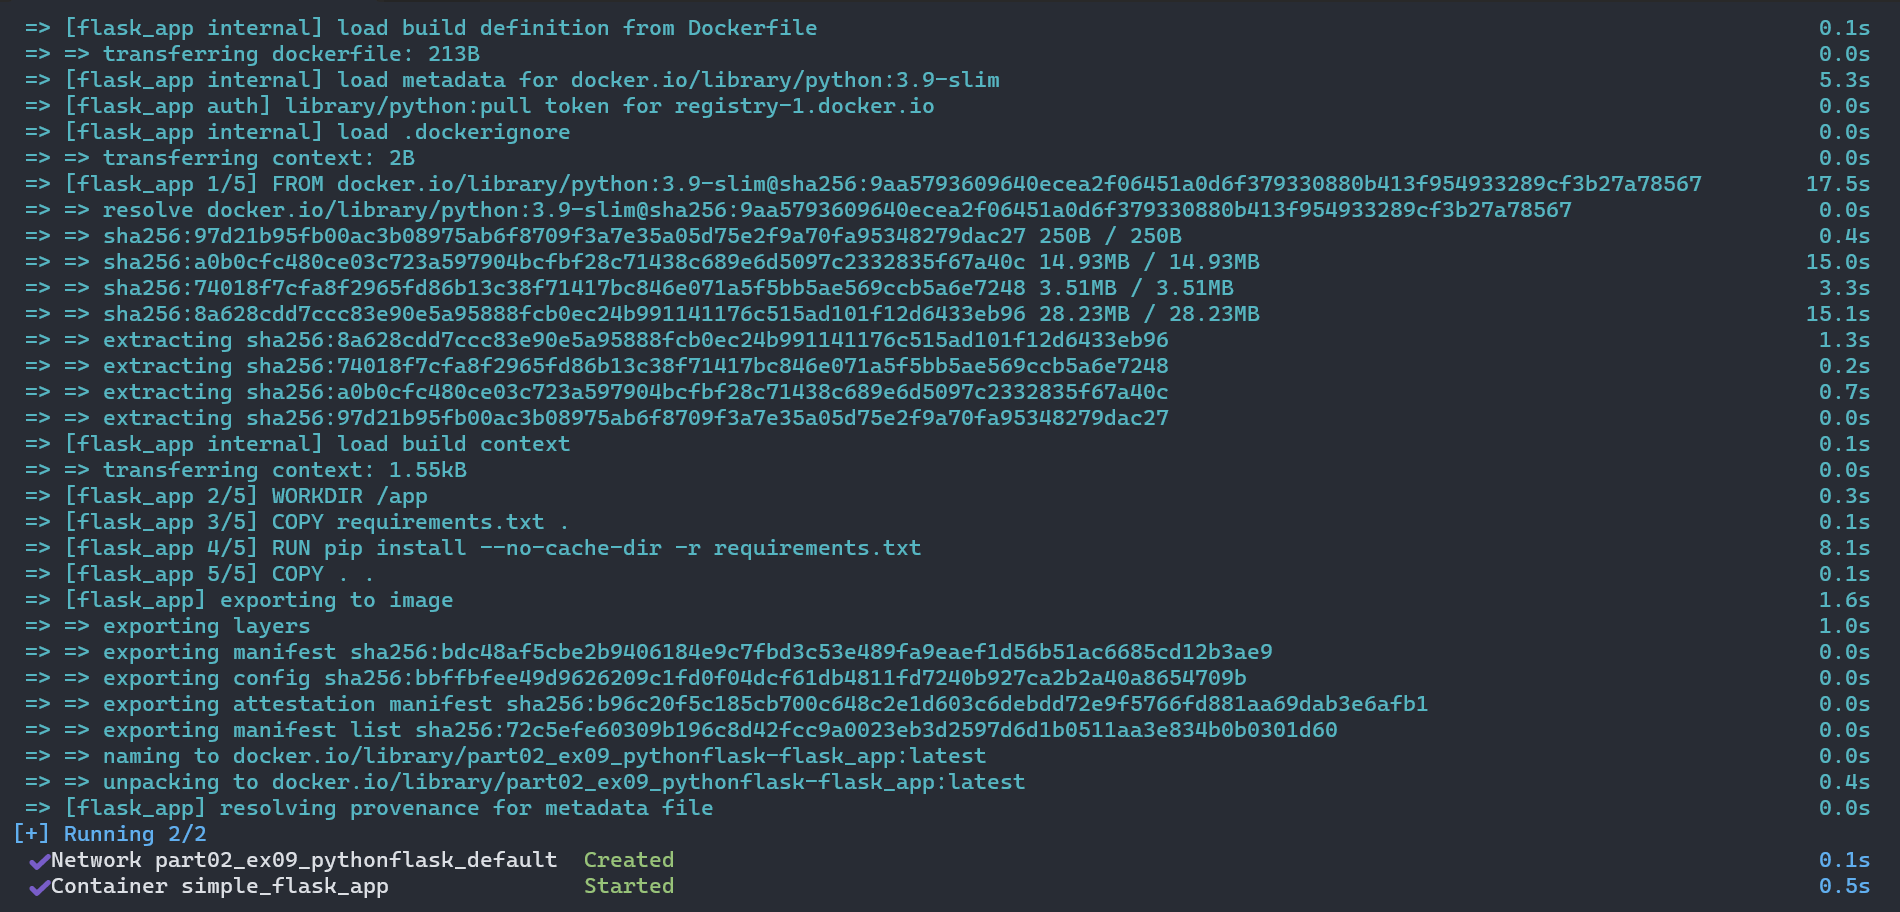 => [flask_app internal] load build definition from Dockerfile 0.1s
=> => transferring dockerfile: 213B 0.0s
=> [flask_app internal] load metadata for docker.io/library/python:3.9-slim 5.3s
=> [flask_app auth] library/python:pull token for registry-1.docker.io 0.0s
=> [flask_app internal] load .dockerignore 0.0s
=> => transferring context: 2B 0.0s
=> [flask_app 1/5] FROM docker.io/library/python:3.9-slim@sha256:9aa5793609640ecea2f06451a0d6f379330880b413f954933289cf3b27a78567 17.5s
=> => resolve docker.io/library/python:3.9-slim@sha256:9aa5793609640ecea2f06451a0d6f379330880b413f954933289cf3b27a78567 0.0s
=> => sha256:97d21b95fb00ac3b08975ab6f8709f3a7e35a05d75e2f9a70fa95348279dac27 250B / 250B 0.4s
=> => sha256:a0b0cfc480ce03c723a597904bcfbf28c71438c689e6d5097c2332835f67a40c 14.93MB / 14.93MB 15.0s
=> => sha256:74018f7cfa8f2965fd86b13c38f71417bc846e071a5f5bb5ae569ccb5a6e7248 3.51MB / 3.51MB 3.3s
=> => sha256:8a628cdd7ccc83e90e5a95888fcb0ec24b991141176c515ad101f12d6433eb96 28.23MB / 28.23MB 15.1s
=> => extracting sha256:8a628cdd7ccc83e90e5a95888fcb0ec24b991141176c515ad101f12d6433eb96 1.3s
=> => extracting sha256:74018f7cfa8f2965fd86b13c38f71417bc846e071a5f5bb5ae569ccb5a6e7248 0.2s
=> => extracting sha256:a0b0cfc480ce03c723a597904bcfbf28c71438c689e6d5097c2332835f67a40c 0.7s
=> => extracting sha256:97d21b95fb00ac3b08975ab6f8709f3a7e35a05d75e2f9a70fa95348279dac27 0.0s
=> [flask_app internal] load build context 0.1s
=> => transferring context: 1.55kB 0.0s
=> [flask_app 2/5] WORKDIR /app 0.3s
=> [flask_app 3/5] COPY requirements.txt . 0.1s
=> [flask_app 4/5] RUN pip install --no-cache-dir -r requirements.txt 8.1s
=> [flask_app 5/5] COPY . . 0.1s
=> [flask_app] exporting to image 1.6s
=> => exporting layers 1.0s
=> => exporting manifest sha256:bdc48af5cbe2b9406184e9c7fbd3c53e489fa9eaef1d56b51ac6685cd12b3ae9 0.0s
=> => exporting config sha256:bbffbfee49d9626209c1fd0f04dcf61db4811fd7240b927ca2b2a40a8654709b 0.0s
=> => exporting attestation manifest sha256:b96c20f5c185cb700c648c2e1d603c6debdd72e9f5766fd881aa69dab3e6afb1 0.0s
=> => exporting manifest list sha256:72c5efe60309b196c8d42fcc9a0023eb3d2597d6d1b0511aa3e834b0b0301d60 0.0s
=> => naming to docker.io/library/part02_ex09_pythonflask-flask_app:latest 0.0s
=> => unpacking to docker.io/library/part02_ex09_pythonflask-flask_app:latest 0.4s
=> [flask_app] resolving provenance for metadata file 0.0s
[+] Running 2/2
✔Network part02_ex09_pythonflask_default Created 0.1s
✔Container simple_flask_app Started 0.5s